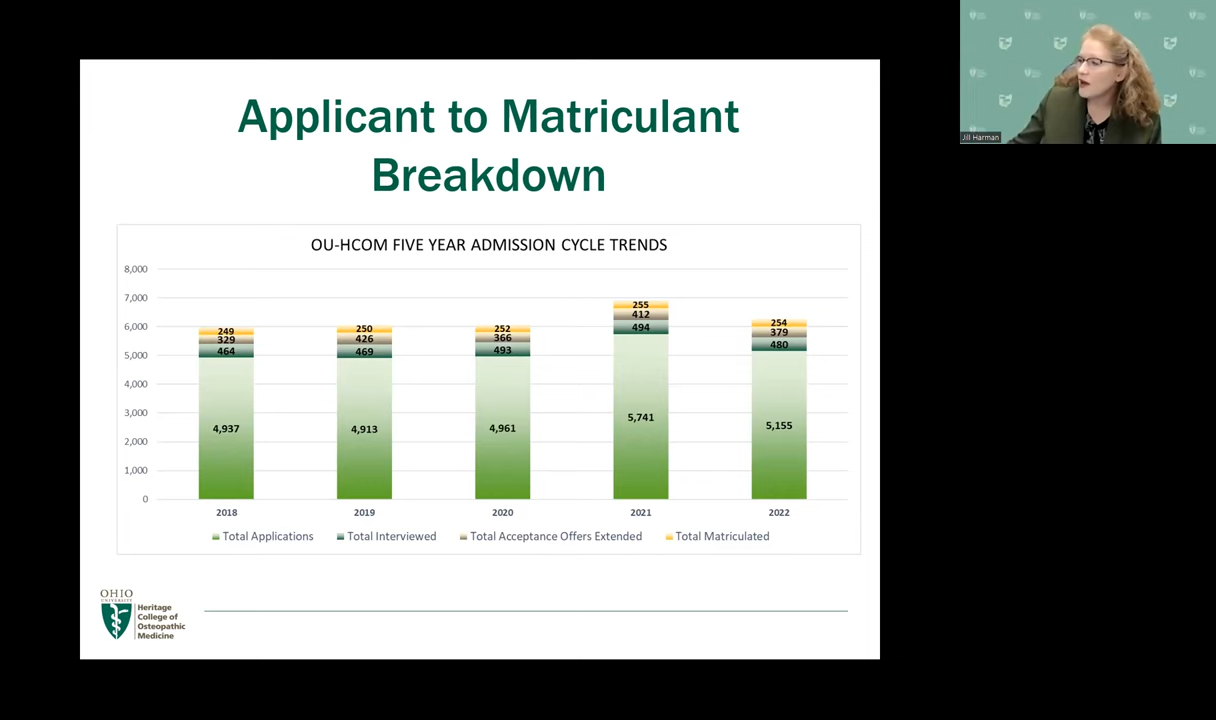 Applicant to Matriculant
Breakdown
OU-HCOM FIVE YEAR ADMISSION CYCLE TRENDS
8,000
7,000
6,000
5,000
4,000
3,000
2,000
1,000
0
249
329
464
4,937
250
426
469
4,913
252
366
493
4,961
255
412
494
5,741
254
379
480
5,155
2018 2019 2020 2021 2022
Total Applications Total Interviewed Total Acceptance Offers Extended Total Matriculated
OHIO
UNIVERSITY
Heritage
College of
Osteopathic
Medicine
Jill Harman